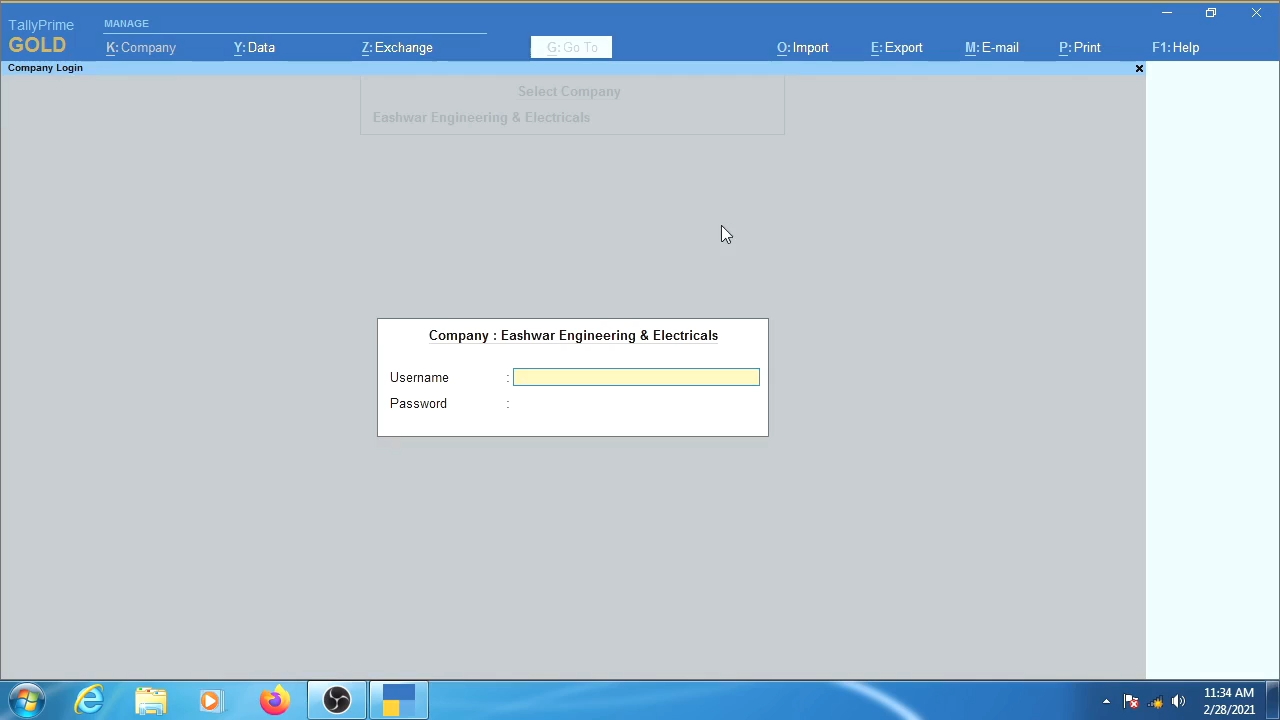 TallyPrime
GOLD
MANAGE
K: Company
Y: Data
Z: Exchange
G: Go To
O: Import
E: Export
M: E-mail
P: Print
F1: Help
Company Login
Select Company
Eashwar Engineering & Electricals
Company : Eashwar Engineering & Electricals
Username :
Password :
11:34 AM
2/28/2021